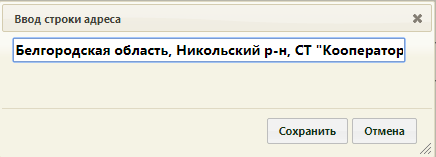 Ввод строки адреса
Белгородская область, Никольский р-н, СТ "Кооператор
Сохранить Отмена